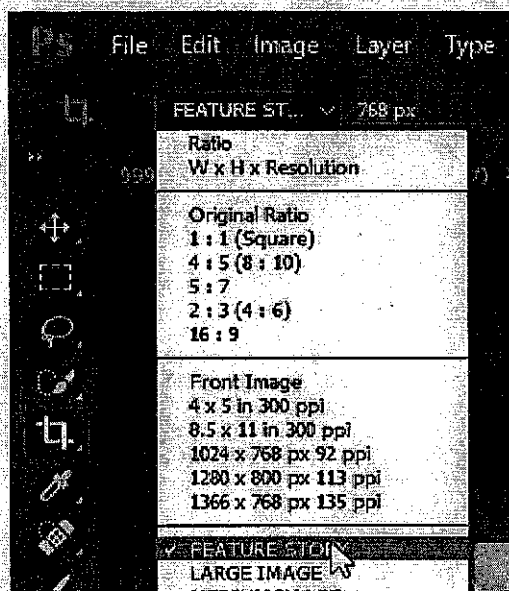 Ps File Edit Image Layer Type
FEATURE ST... 768 px
Ratio
W x H x Resolution
Original Ratio
1 : 1 (Square)
4 : 5 (8 : 10)
5 : 7
2 : 3 (4 : 6)
16 : 9
Front Image
4 x 5 in 300 ppi
8.5 x 11 in 300 ppi
1024 x 768 px 92 ppi
1280 x 800 px 113 ppi
1366 x 768 px 135 ppi
FEATURE STO
LARGE IMAGE